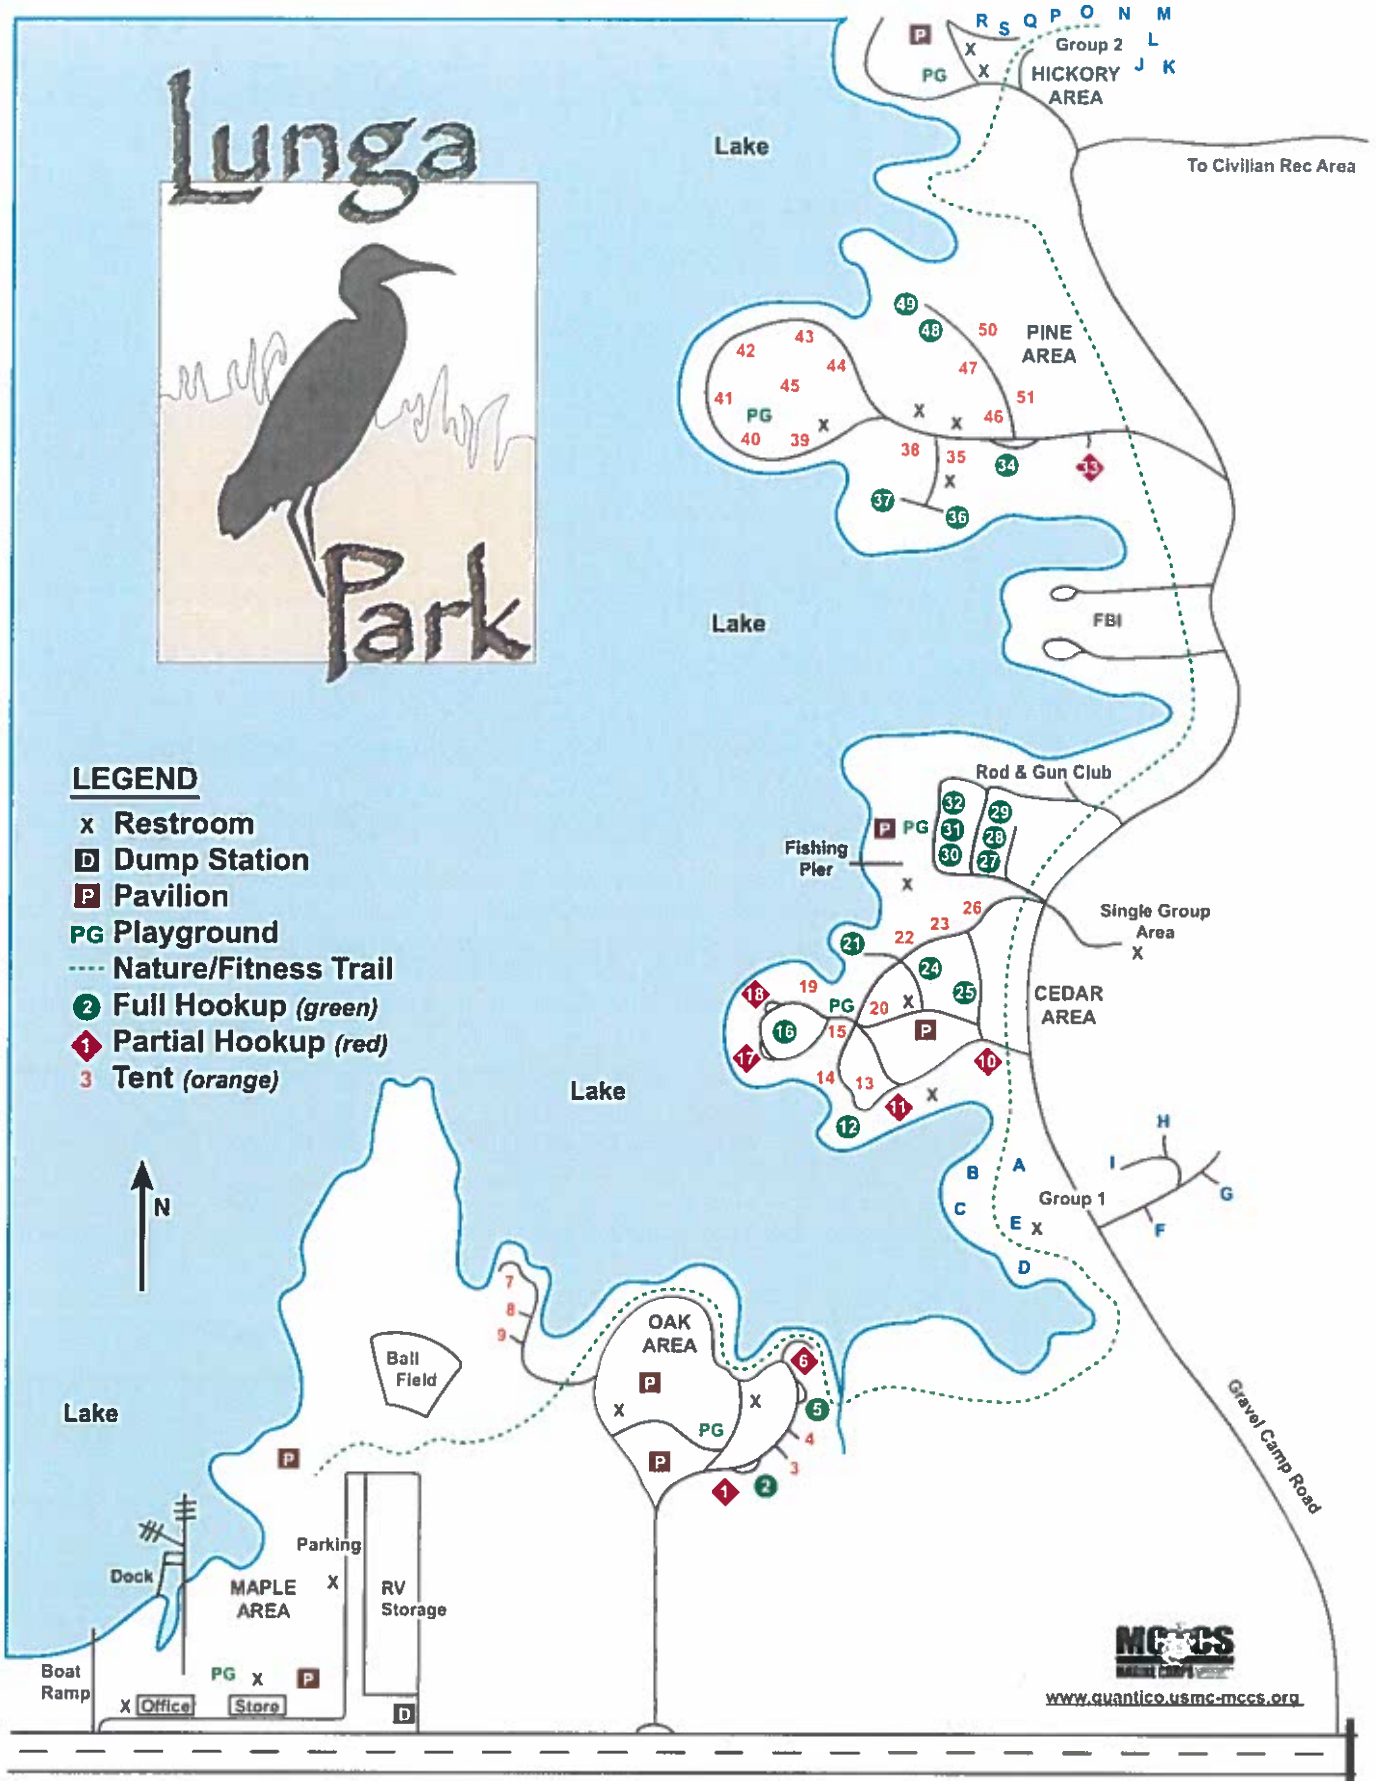 Lunga
Park
R S Q P O N M
L
Group 2
J K
P
X
X
PG
HICKORY
AREA
Lake
To Civilian Rec Area
49
48
50
PINE
AREA
43
42
44
47
45
41
51
PG
X
X
X
46
40
39
38
35
34
33
X
37
36
FBI
Lake
Rod & Gun Club
32
29
P
PG
31
28
30
27
Fishing
Pier
X
26
Single Group
Area
X
23
22
21
24
25
18
19
PG
20
X
CEDAR
AREA
16
15
P
17
10
14
13
X
11
12
LEGEND
X Restroom
D Dump Station
P Pavilion
PG Playground
Nature/Fitness Trail
2 Full Hookup (green)
1 Partial Hookup (red)
3 Tent (orange)
Lake
N
H
B
A
I
C
Group 1
G
E
X
F
D
7
8
9
OAK
AREA
Ball
Field
6
P
X
X
5
PG
4
P
3
1
2
Lake
P
Gravel Camp Road
Parking
Dock
X
MAPLE
AREA
RV
Storage
MCCS
MARINE CORPS
www.quantico.usmc-mccs.org
Boat
Ramp
PG
X
P
X
Office
Store
D